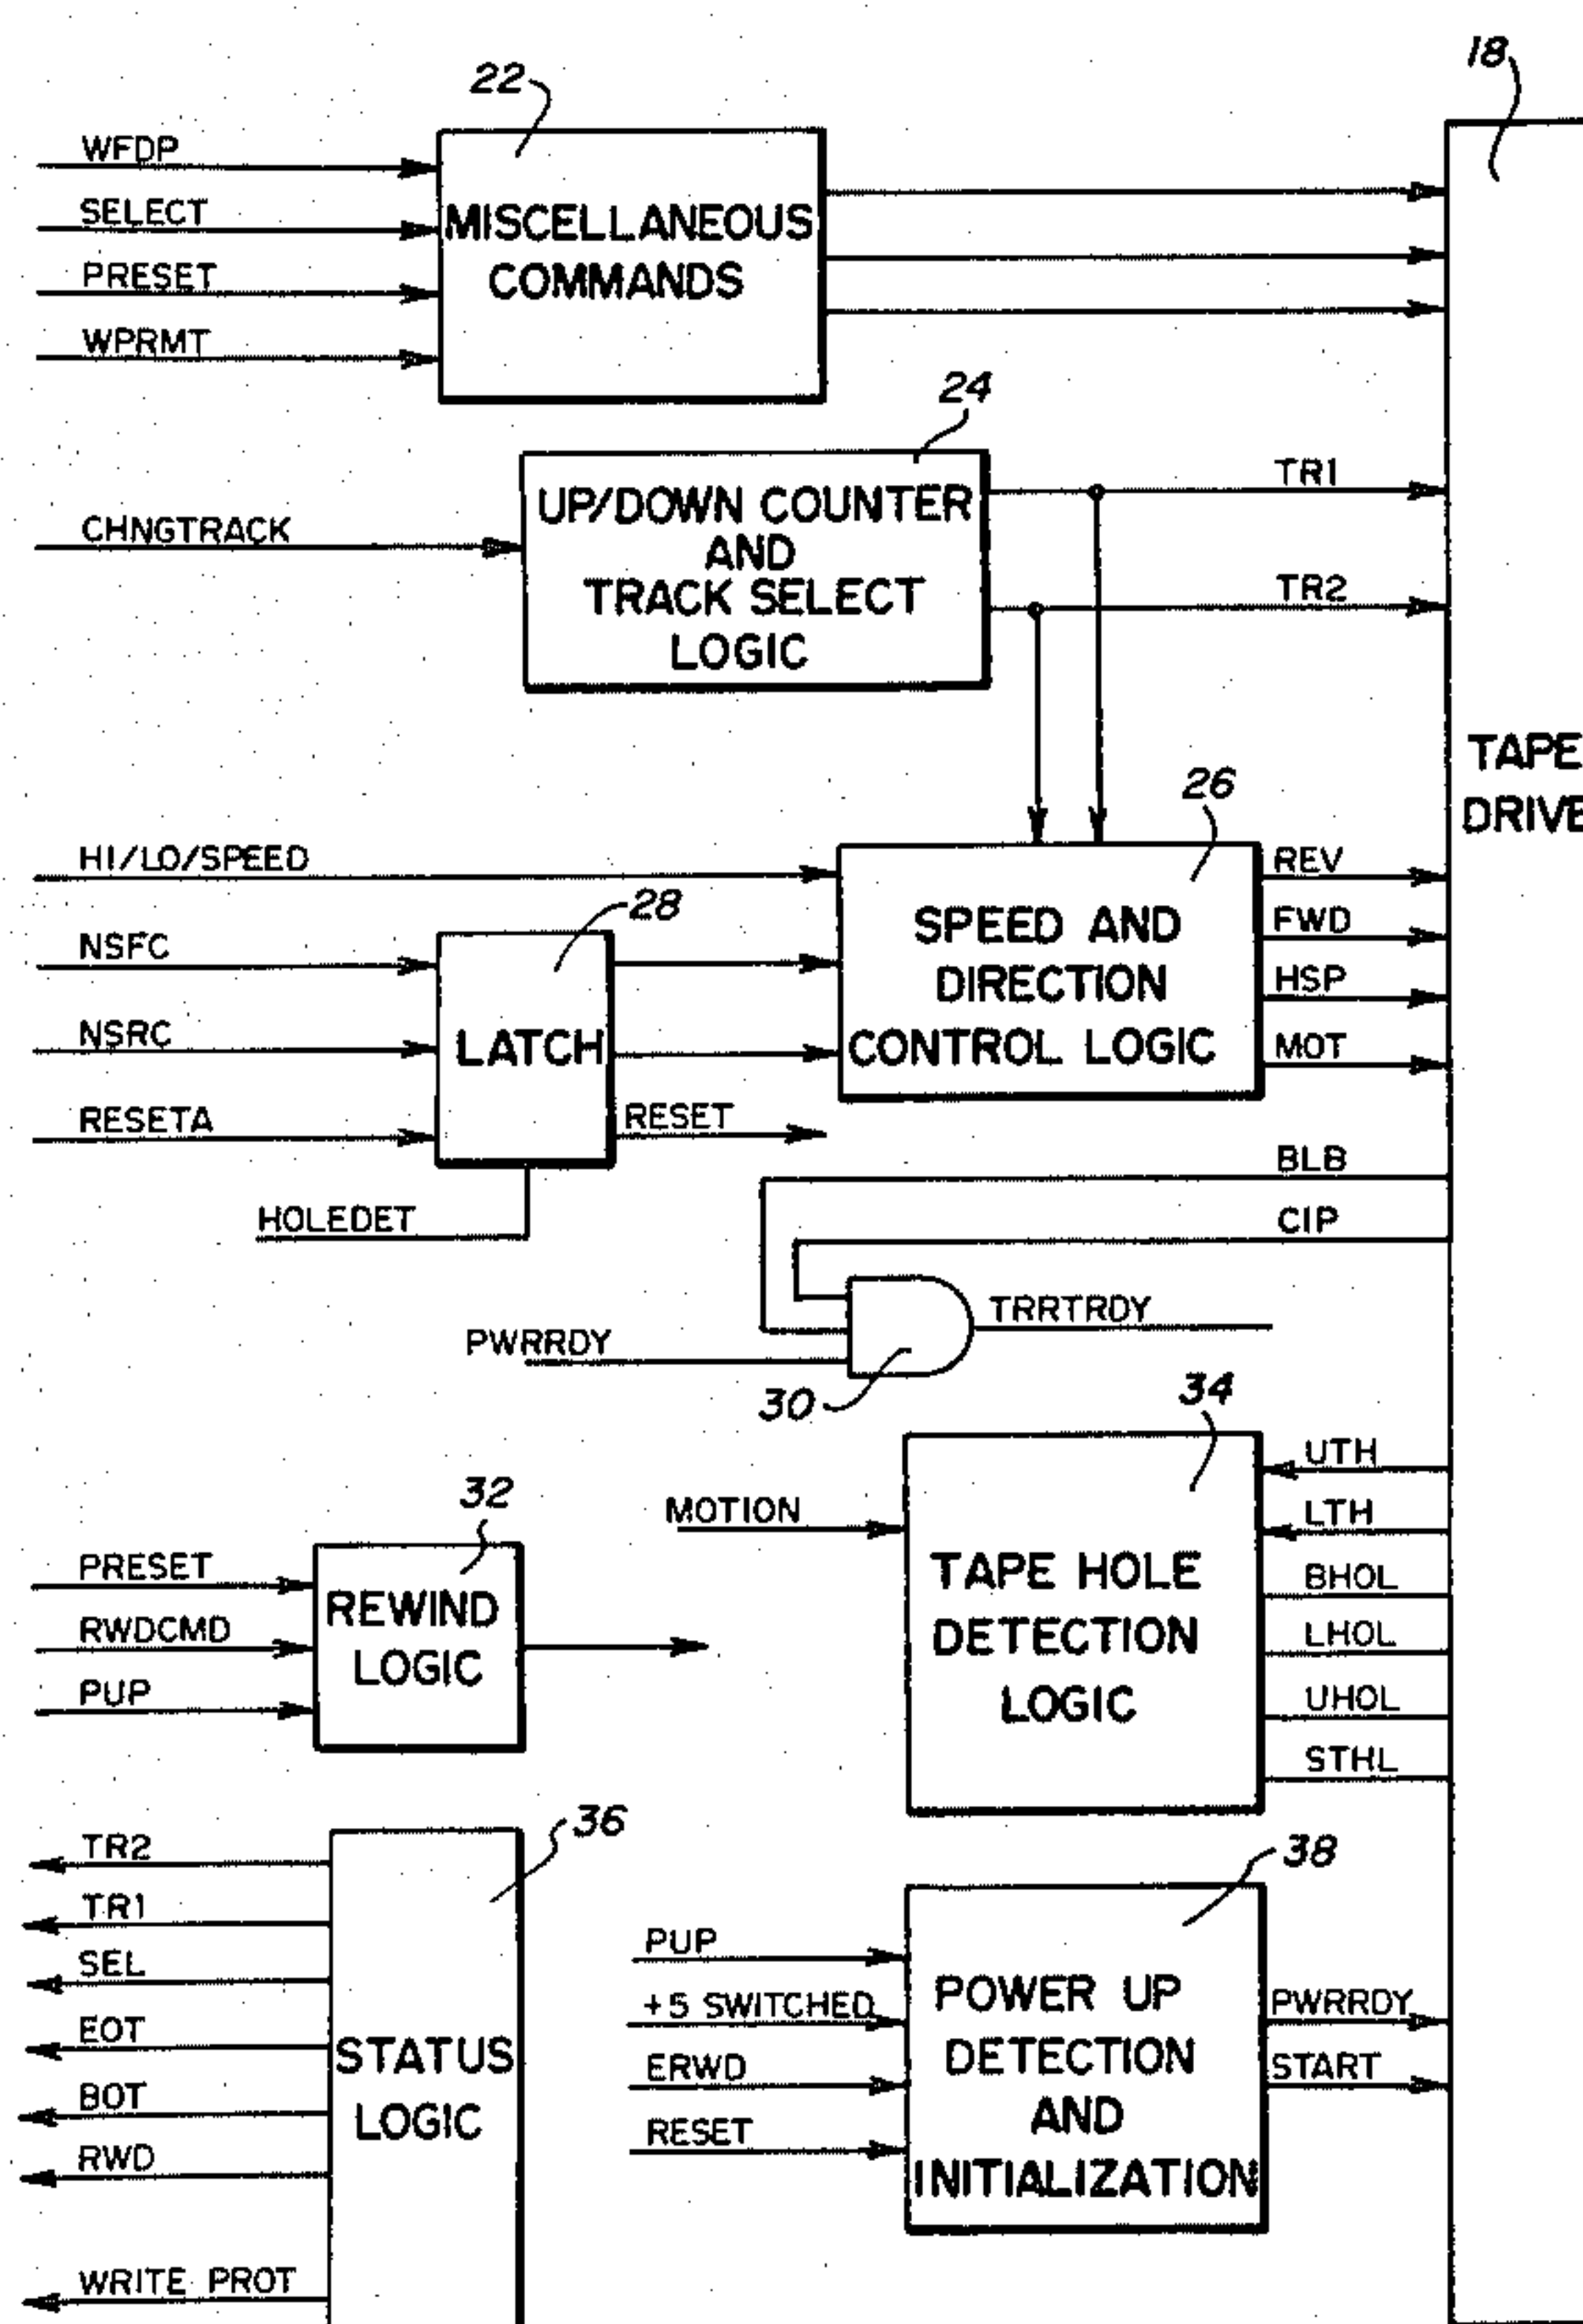 18
22
WFDP
SELECT
PRESET
WPRMT
MISCELLANEOUS
COMMANDS
24
CHNGTRACK
UP/DOWN COUNTER
AND
TRACK SELECT
LOGIC
TR1
TR2
TAPE
DRIVE
26
HI/LO/SPEED
28
NSFC
NSRC
RESETA
LATCH
RESET
HOLEDET
SPEED AND
DIRECTION
CONTROL LOGIC
REV
FWD
HSP
MOT
BLB
CIP
PWRRDY
TRRTRDY
30
34
MOTION
TAPE HOLE
DETECTION
LOGIC
UTH
LTH
BHOL
LHOL
UHOL
STHL
32
PRESET
RWDCMD
PUP
REWIND
LOGIC
36
TR2
TR1
SEL
EOT
BOT
RWD
WRITE PROT
STATUS
LOGIC
38
PUP
+5 SWITCHED
ERWD
RESET
POWER UP
DETECTION
AND
INITIALIZATION
PWRRDY
START